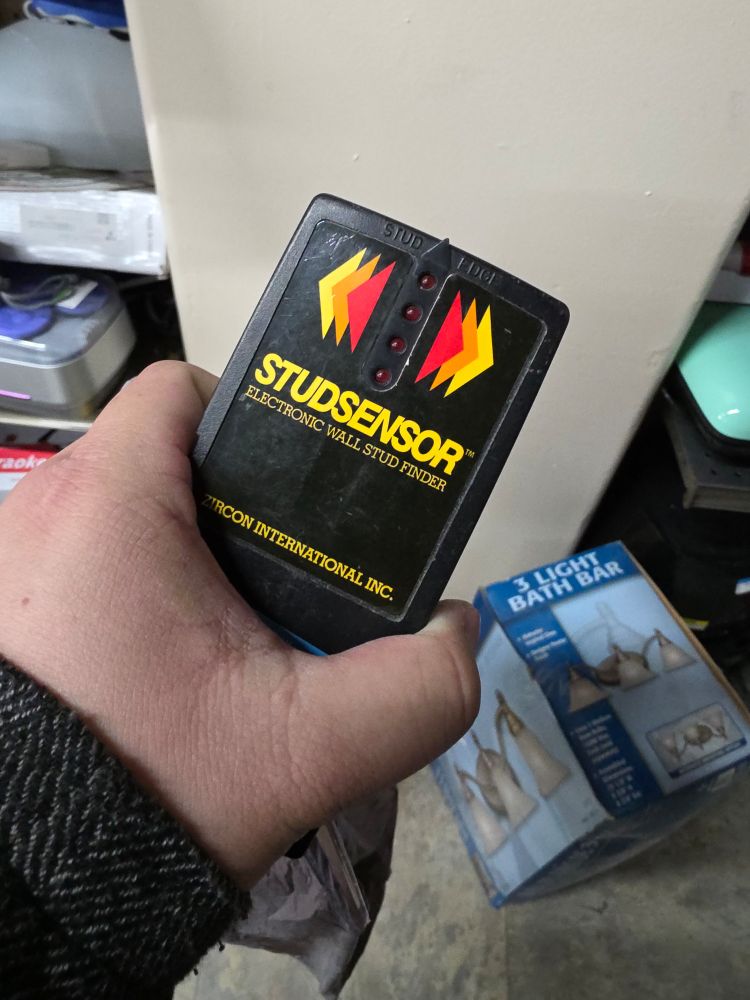 STUD
EDGE
STUDSENSOR™
ELECTRONIC WALL STUD FINDER
ZIRCON INTERNATIONAL INC.
3 LIGHT
BATH BAR